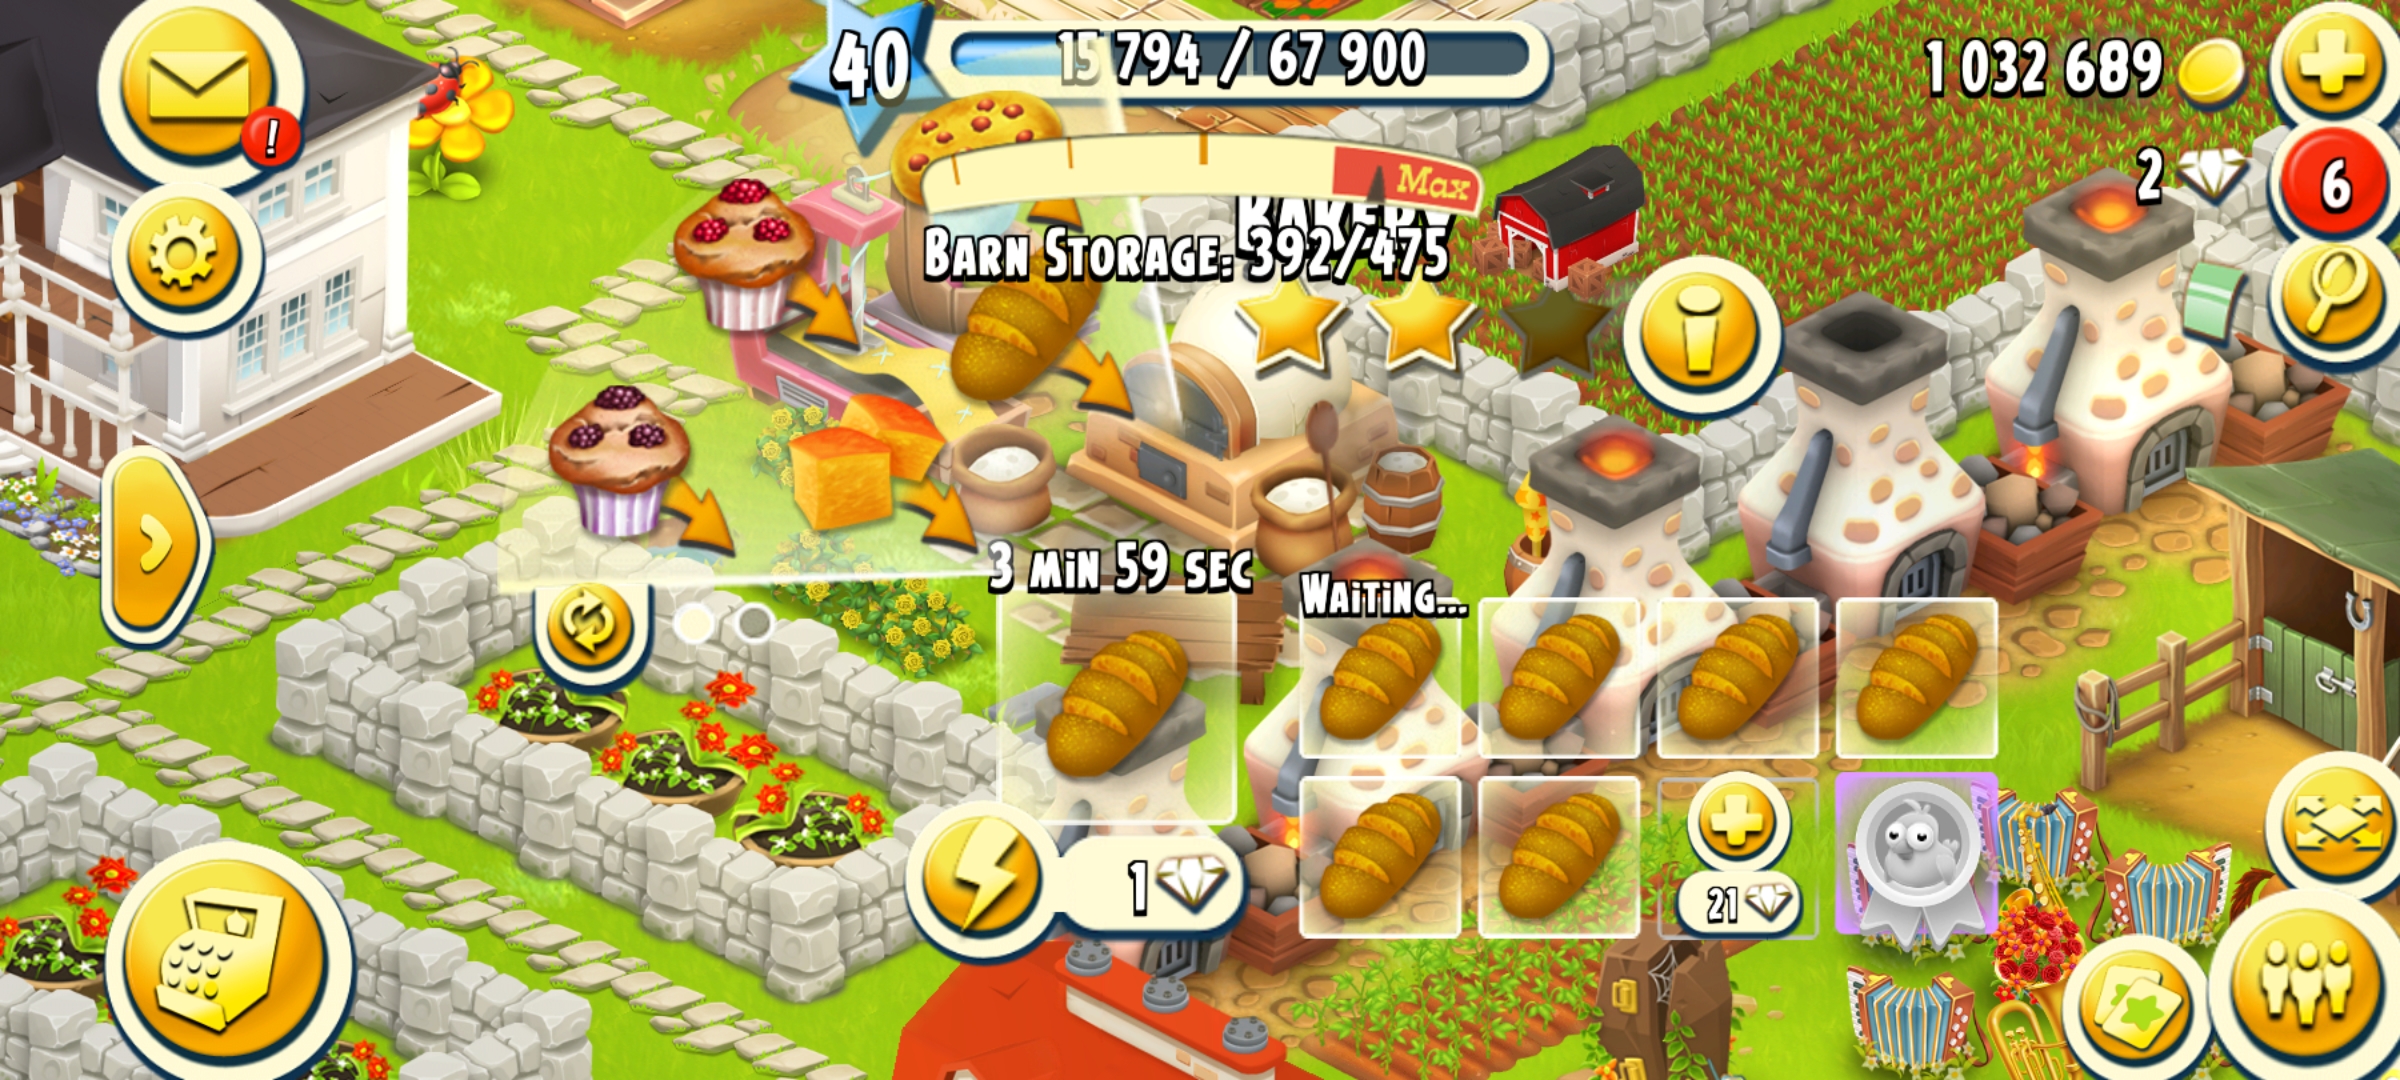 40
15 794 / 67 900
1 032 689
!
2
6
Max
BAKERY
BARN STORAGE: 392/475
3 MIN 59 SEC
WAITING...
1
21